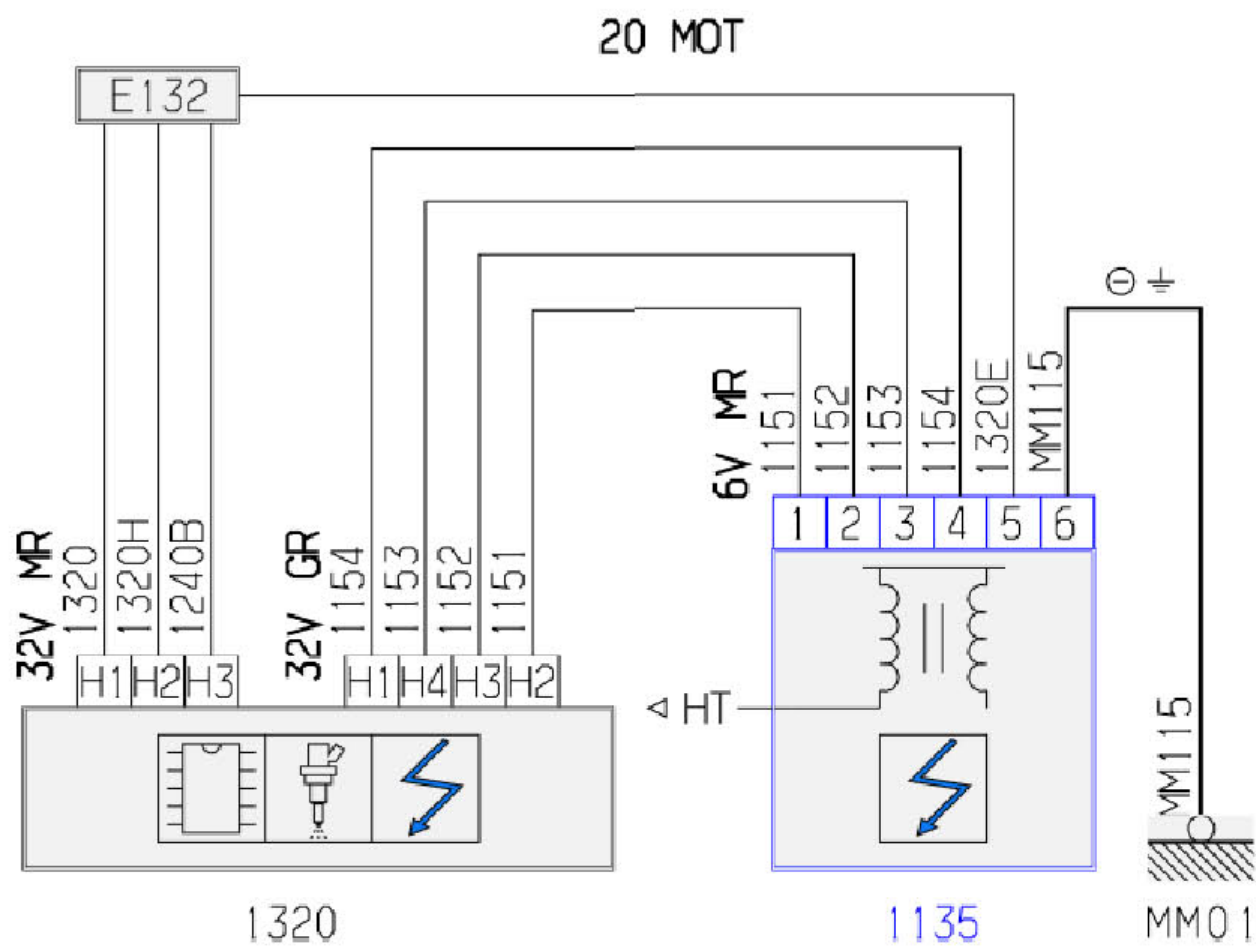 20 MOT
E132
⊖
6V MR
1151
1152
1153
1154
1320E
MM115
1 2 3 4 5 6
32V MR
1320
1320H
1240B
32V GR
1154
1153
1152
1151
H1 H2 H3
H1 H4 H3 H2
HT
MM115
1320
1135
MM01